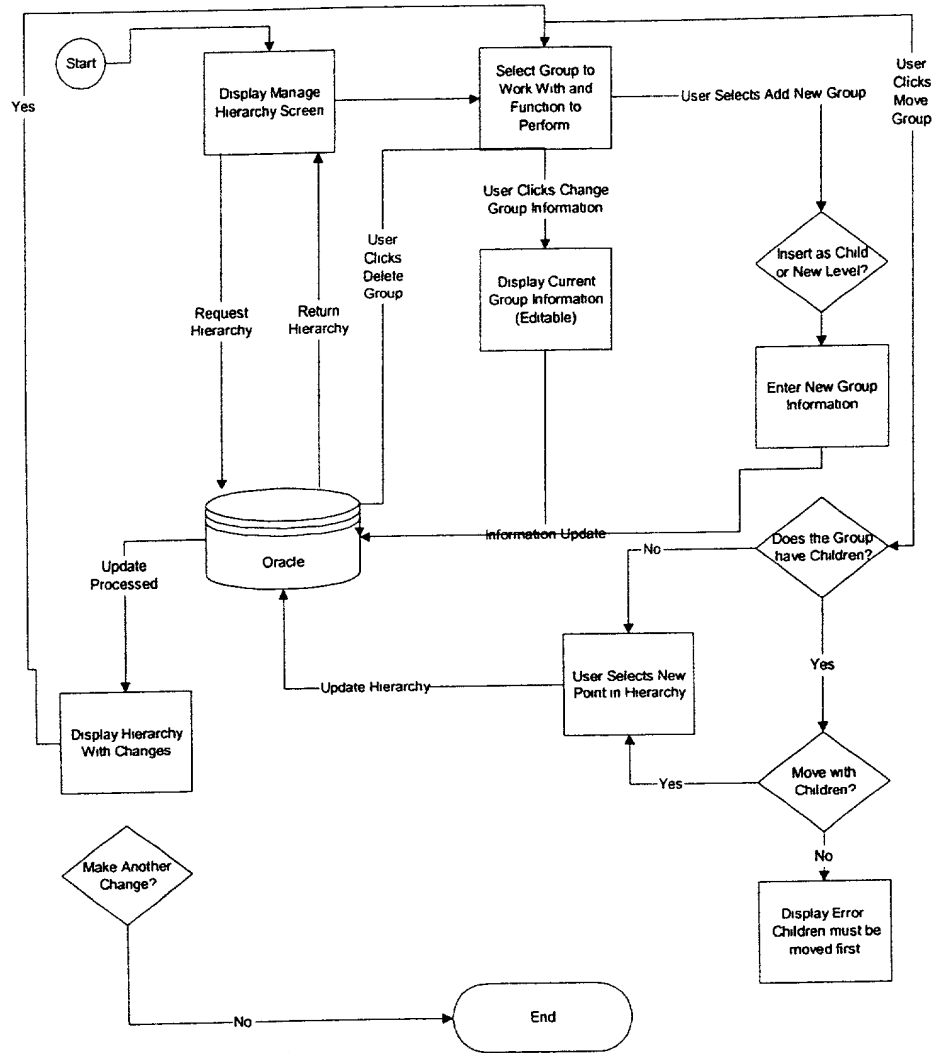 Start
Display Manage
Hierarchy Screen
Select Group to
Work With and
Function to
Perform
User Selects Add New Group
User
Clicks
Move
Group
Yes
User Clicks Change
Group Information
User
Clicks
Delete
Group
Insert as Child
or New Level?
Display Current
Group Information
(Editable)
Request
Hierarchy
Return
Hierarchy
Enter New Group
Information
Information Update
Does the Group
have Children?
No
Oracle
Update
Processed
Yes
User Selects New
Point in Hierarchy
Update Hierarchy
Display Hierarchy
With Changes
Move with
Children?
Yes
No
Make Another
Change?
Display Error
Children must be
moved first
No
End